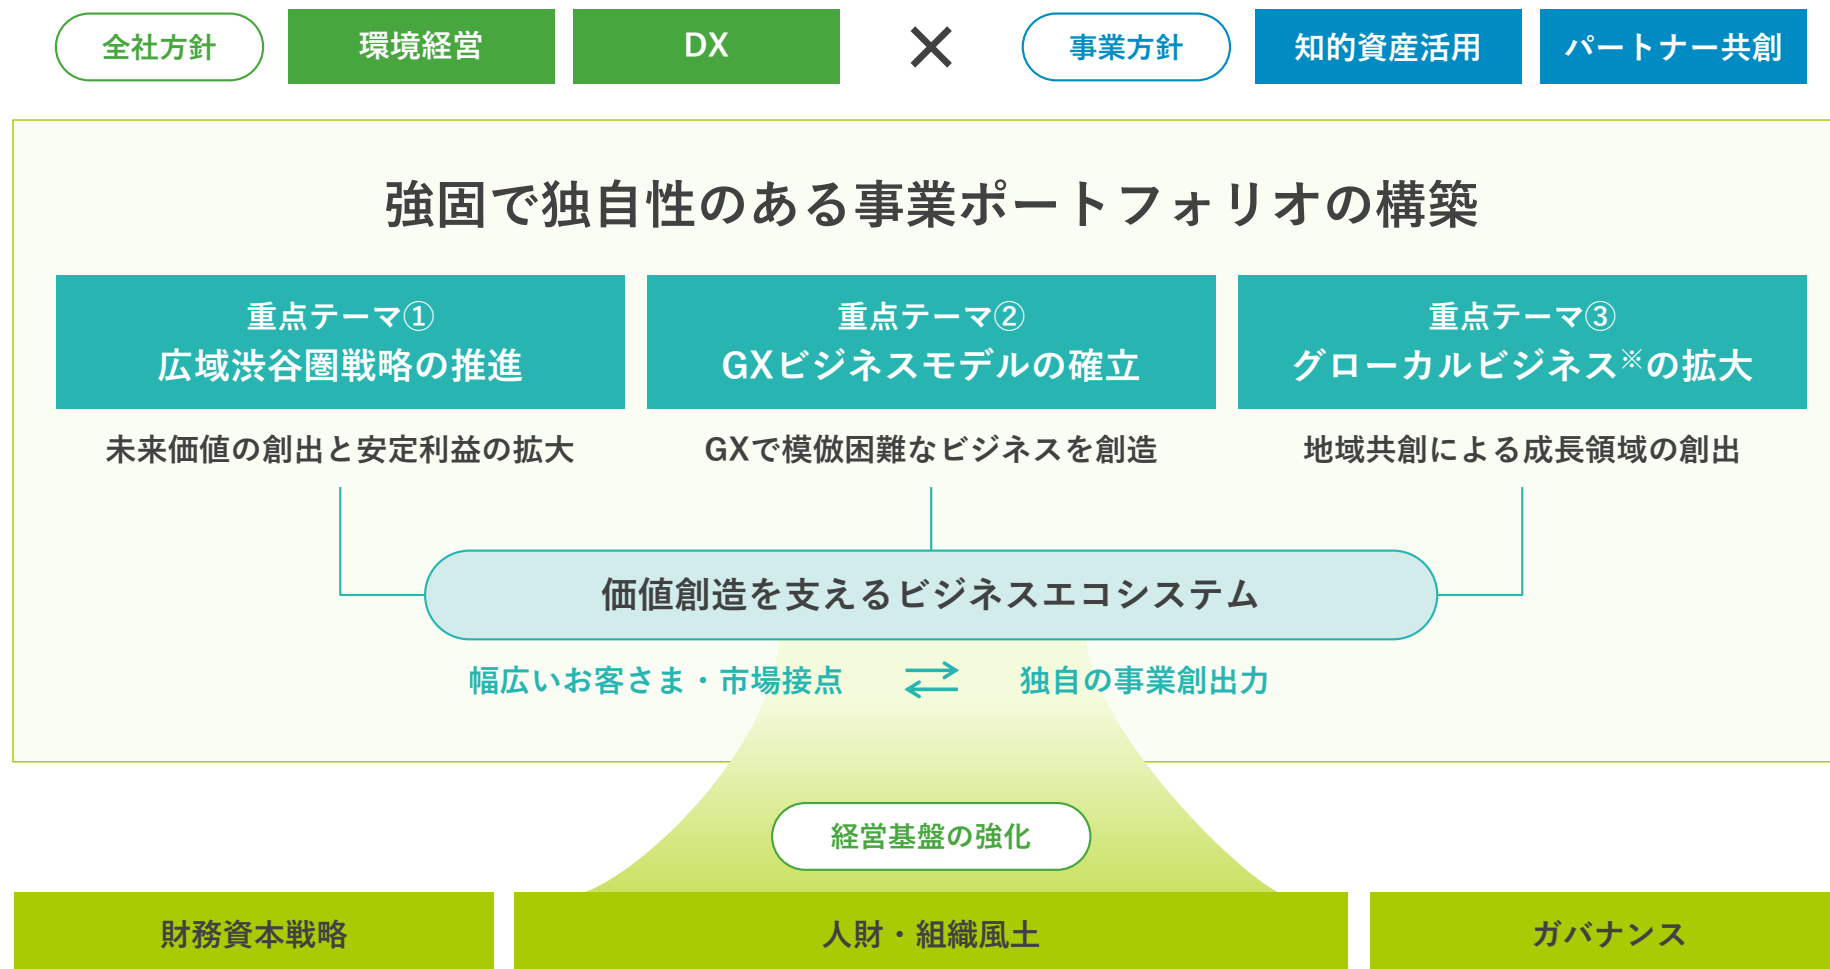 全社方針
環境経営
DX
×
事業方針
知的資産活用
パートナー共創
強固で独自性のある事業ポートフォリオの構築
重点テーマ①
広域渋谷圏戦略の推進
重点テーマ②
GXビジネスモデルの確立
重点テーマ③
グローカルビジネス※の拡大
未来価値の創出と安定利益の拡大
GXで模倣困難なビジネスを創造
地域共創による成長領域の創出
価値創造を支えるビジネスエコシステム
幅広いお客さま・市場接点
独自の事業創出力
経営基盤の強化
財務資本戦略
人財・組織風土
ガバナンス